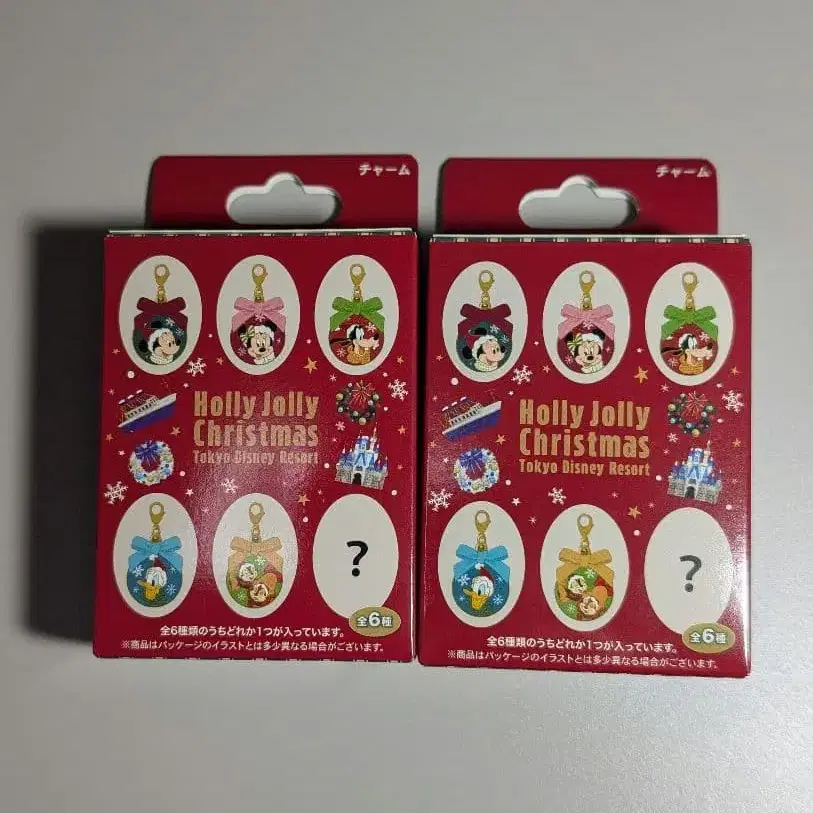 チャーム
Holly Jolly
Christmas
Tokyo Disney Resort
?
全6種類のうちどれか1つが入っています。
全6種
※商品はパッケージのイラストとは多少異なる場合がございます。
チャーム
Holly Jolly
Christmas
Tokyo Disney Resort
?
全6種類のうちどれか1つが入っています。
全6種
※商品はパッケージのイラストとは多少異なる場合がございます。